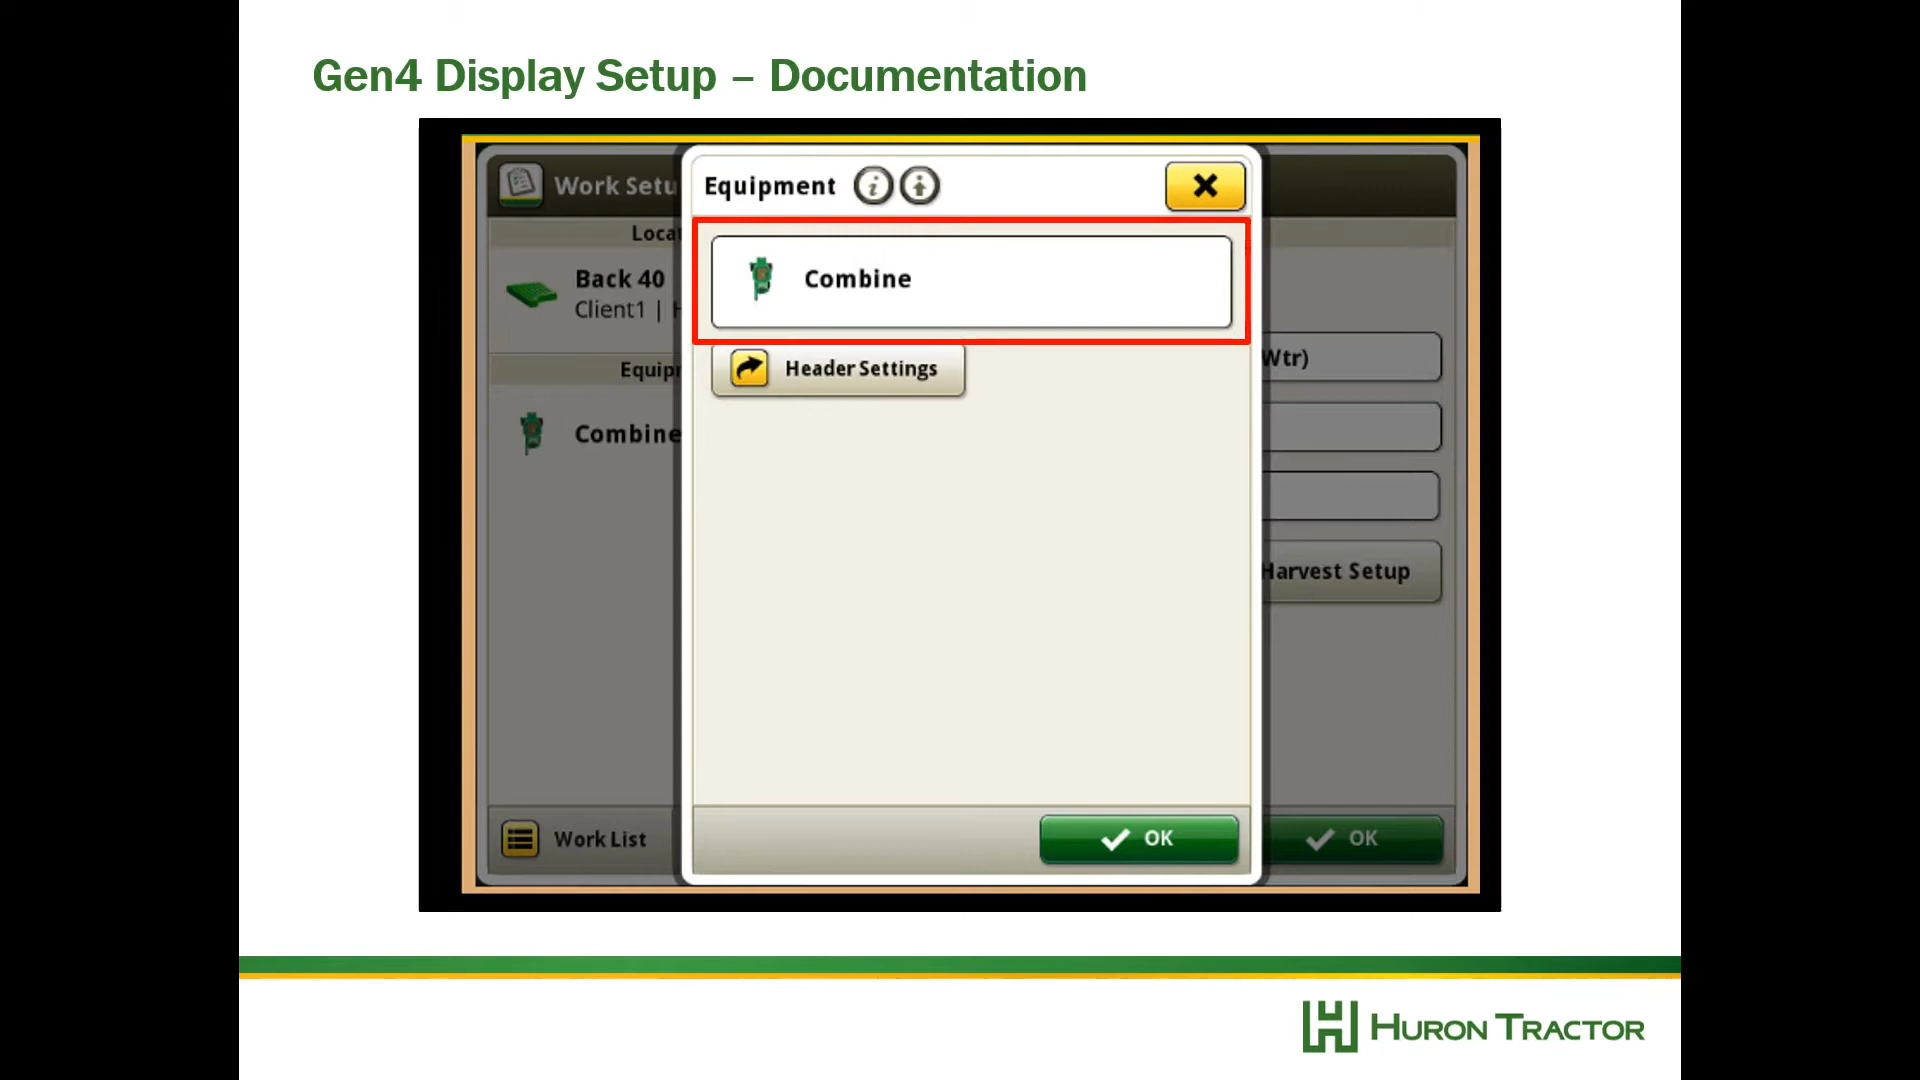 Gen4 Display Setup – Documentation
Work Setu
Equipment
Locat
Back 40
Client1 |
Combine
Wtr)
Equip
Header Settings
Combine
Harvest Setup
Work List
OK
OK
HURON TRACTOR